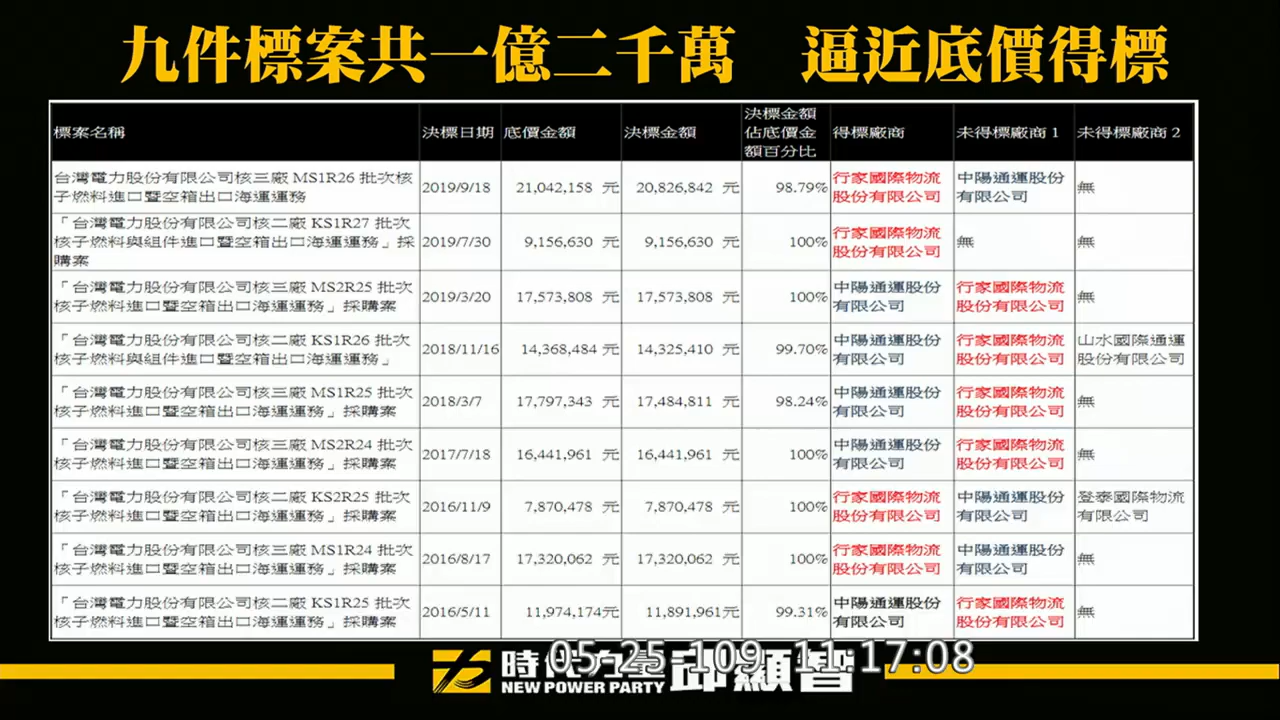 九件標案共一億二千萬 逼近底價得標
標案名稱 決標日期 底價金額 決標金額 決標金額佔底價金額百分比 得標廠商 未得標廠商 1 未得標廠商 2
台灣電力股份有限公司核三廠 MS1R26 批次核子燃料進口暨空箱出口海運運務 2019/9/18 21,042,158 元 20,826,842 元 98.79% 行家國際物流股份有限公司 中陽通運股份有限公司 無
「台灣電力股份有限公司核二廠 KS1R27 批次核子燃料與組件進口暨空箱出口海運運務」採購案 2019/7/30 9,156,630 元 9,156,630 元 100% 行家國際物流股份有限公司 無 無
「台灣電力股份有限公司核三廠 MS2R25 批次核子燃料進口暨空箱出口海運運務」採購案 2019/3/20 17,573,808 元 17,573,808 元 100% 中陽通運股份有限公司 行家國際物流股份有限公司 無
「台灣電力股份有限公司核二廠 KS1R26 批次核子燃料與組件進口暨空箱出口海運運務」 2018/11/16 14,368,484 元 14,325,410 元 99.70% 中陽通運股份有限公司 行家國際物流股份有限公司 山水國際通運股份有限公司
「台灣電力股份有限公司核三廠 MS1R25 批次核子燃料進口暨空箱出口海運運務」採購案 2018/3/7 17,797,343 元 17,484,811 元 98.24% 中陽通運股份有限公司 行家國際物流股份有限公司 無
「台灣電力股份有限公司核三廠 MS2R24 批次核子燃料進口暨空箱出口海運運務」採購案 2017/7/18 16,441,961 元 16,441,961 元 100% 中陽通運股份有限公司 行家國際物流股份有限公司 無
「台灣電力股份有限公司核二廠 KS2R25 批次核子燃料進口暨空箱出口海運運務」採購案 2016/11/9 7,870,478 元 7,870,478 元 100% 行家國際物流股份有限公司 中陽通運股份有限公司 登泰國際物流有限公司
「台灣電力股份有限公司核三廠 MS1R24 批次核子燃料進口暨空箱出口海運運務」採購案 2016/8/17 17,320,062 元 17,320,062 元 100% 行家國際物流股份有限公司 中陽通運股份有限公司 無
「台灣電力股份有限公司核二廠 KS1R25 批次核子燃料進口暨空箱出口海運運務」採購案 2016/5/11 11,974,174元 11,891,961元 99.31% 中陽通運股份有限公司 行家國際物流股份有限公司 無
05-25-109 11:17:08
時代力量 邱顯智
NEW POWER PARTY